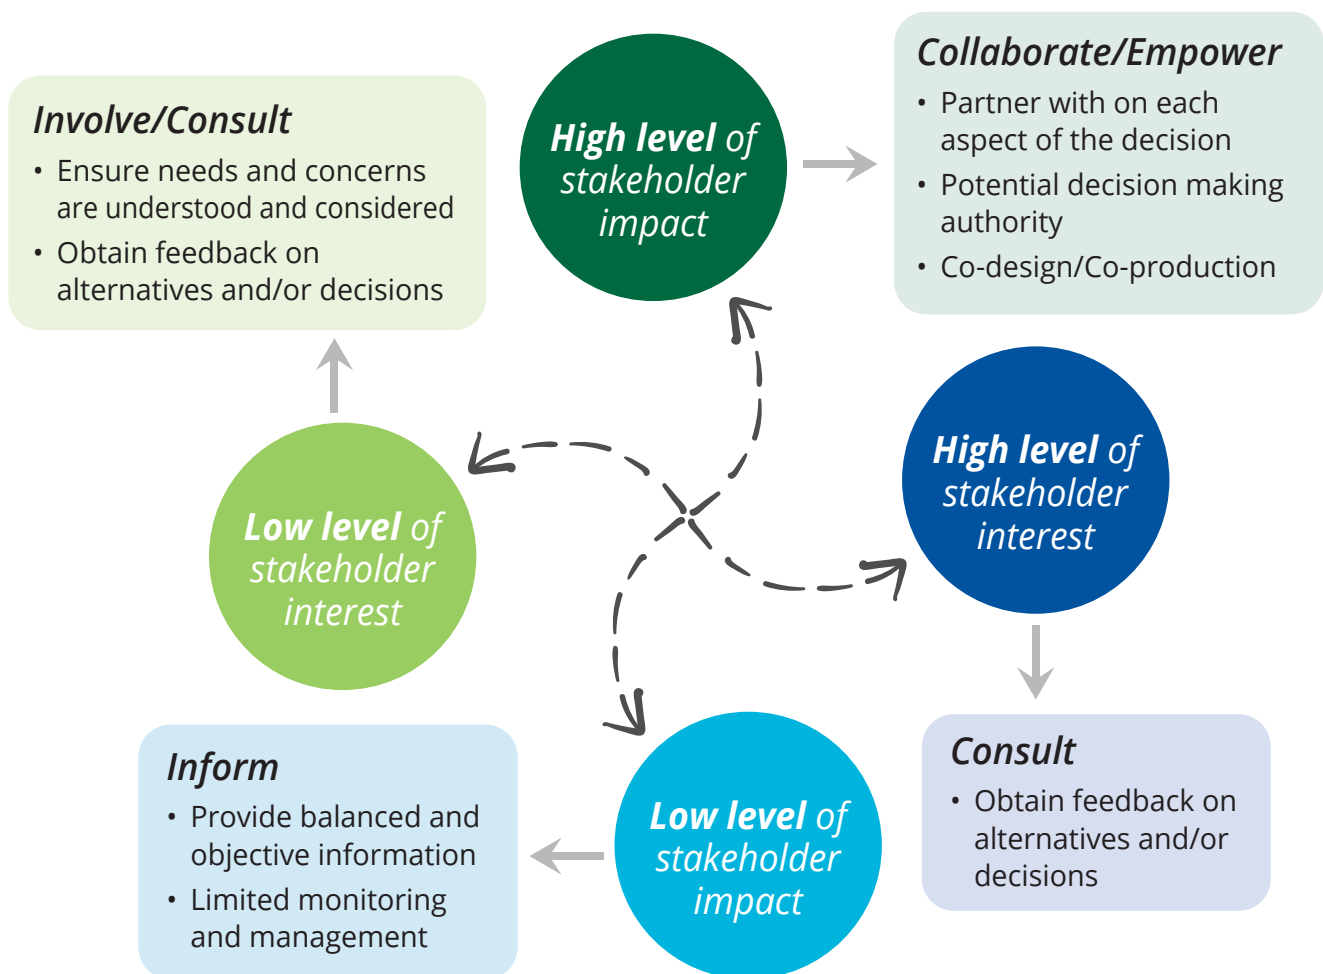 Involve/Consult
• Ensure needs and concerns
are understood and considered
• Obtain feedback on
alternatives and/or decisions
High level of
stakeholder
impact
Collaborate/Empower
• Partner with on each
aspect of the decision
• Potential decision making
authority
• Co-design/Co-production
Low level of
stakeholder
interest
High level of
stakeholder
interest
Inform
• Provide balanced and
objective information
• Limited monitoring
and management
Low level of
stakeholder
impact
Consult
• Obtain feedback on
alternatives and/or
decisions